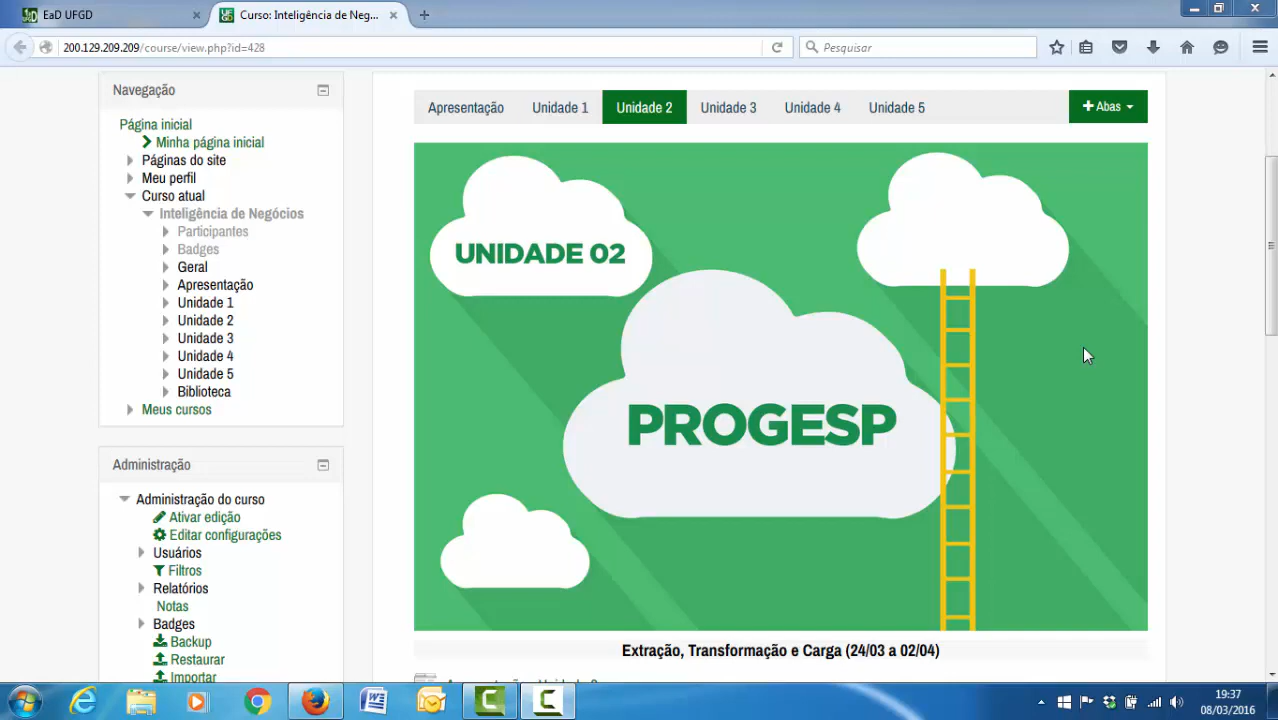 EaD UFGD
Curso: Inteligência de Neg...
200.129.209.209/course/view.php?id=428
Pesquisar
Navegação
Página inicial
Minha página inicial
Páginas do site
Meu perfil
Curso atual
Inteligência de Negócios
Participantes
Badges
Geral
Apresentação
Unidade 1
Unidade 2
Unidade 3
Unidade 4
Unidade 5
Biblioteca
Meus cursos
Administração
Administração do curso
Ativar edição
Editar configurações
Usuários
Filtros
Relatórios
Notas
Badges
Backup
Restaurar
Importar
Apresentação Unidade 1 Unidade 2 Unidade 3 Unidade 4 Unidade 5 Abas
UNIDADE 02
PROGESP
Extração, Transformação e Carga (24/03 a 02/04)
19:37
08/03/2016